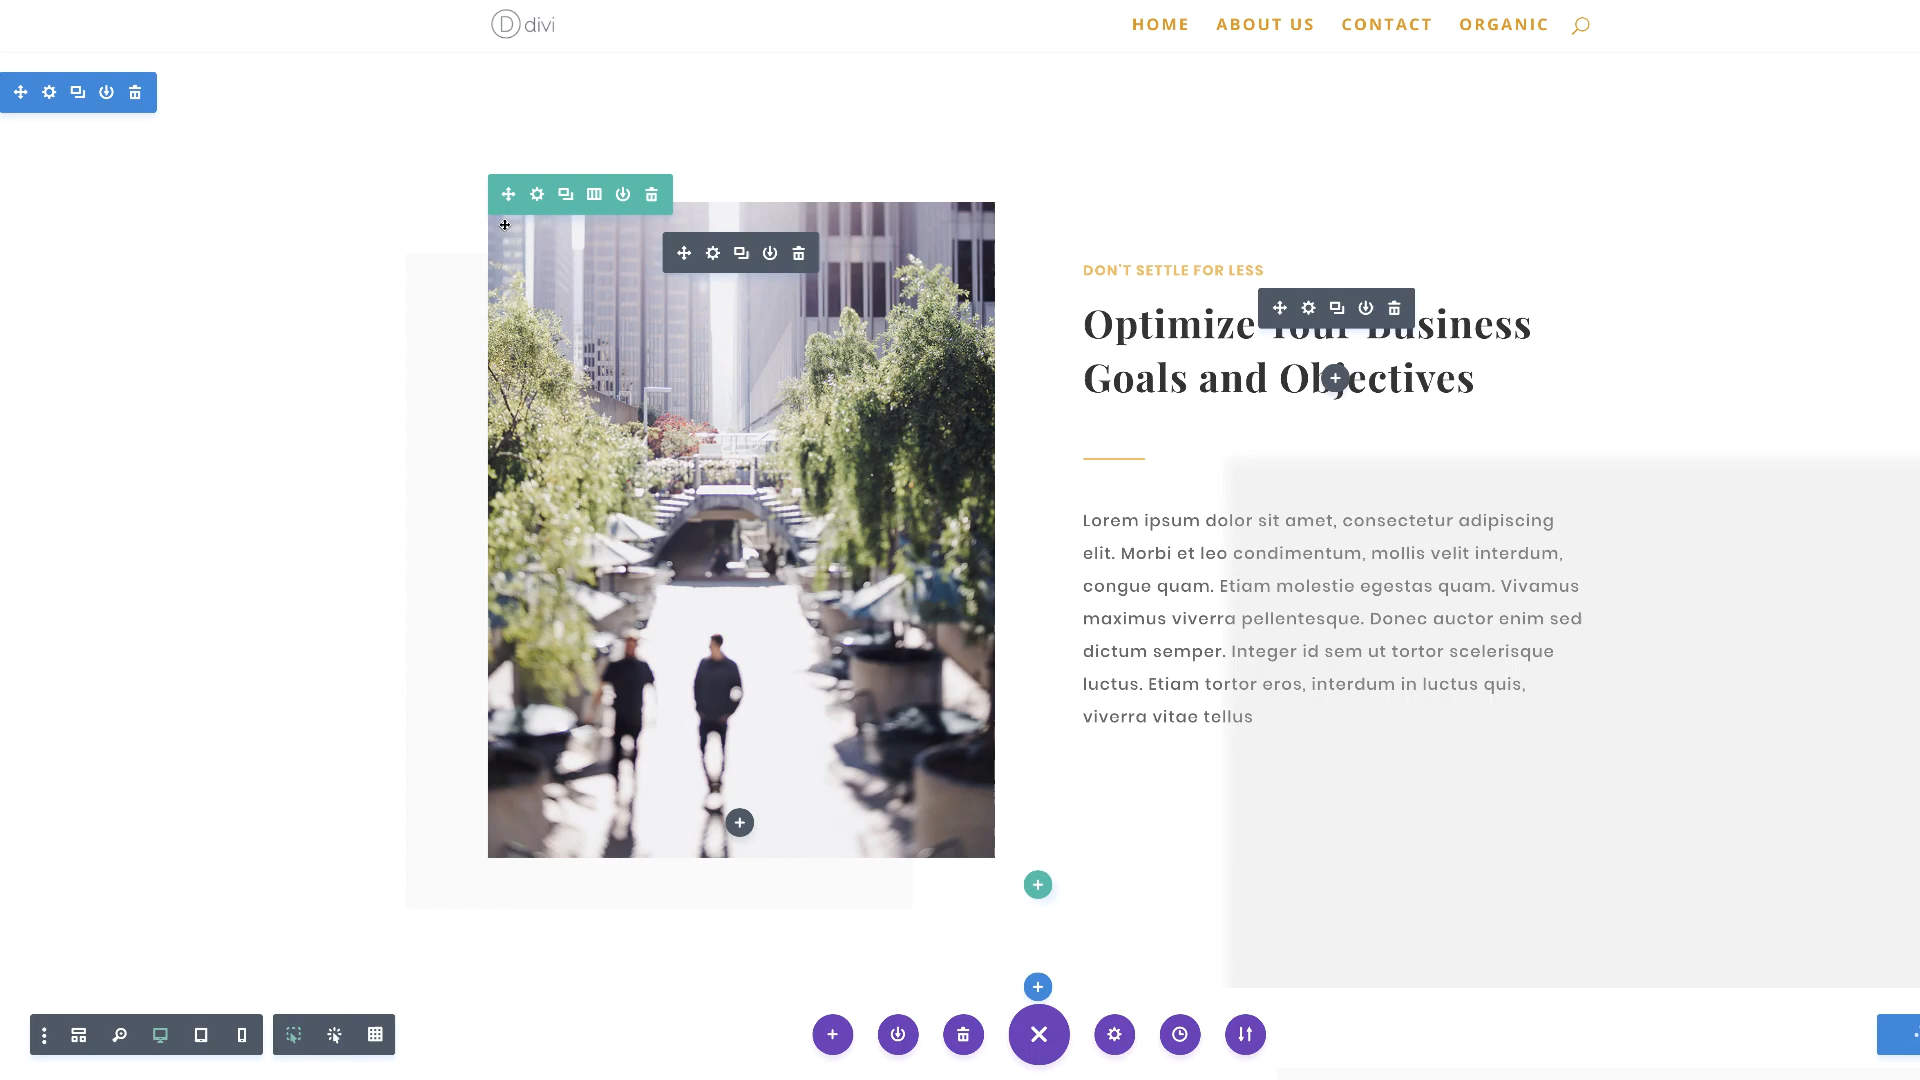 D divi
HOME ABOUT US CONTACT ORGANIC
DON'T SETTLE FOR LESS
Optimize Your Business
Goals and Objectives
Lorem ipsum dolor sit amet, consectetur adipiscing
elit. Morbi et leo condimentum, mollis velit interdum,
congue quam. Etiam molestie egestas quam. Vivamus
maximus viverra pellentesque. Donec auctor enim sed
dictum semper. Integer id sem ut tortor scelerisque
luctus. Etiam tortor eros, interdum in luctus quis,
viverra vitae tellus